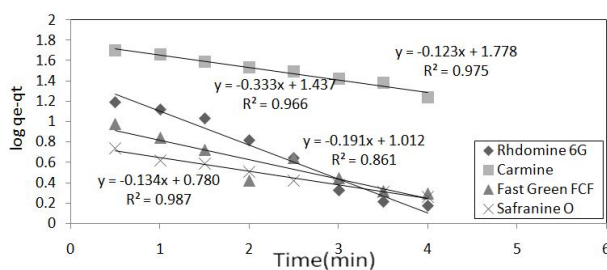 2
1.8
1.6
1.4
1.2
1
0.8
0.6
0.4
0.2
0
log qe-qt
y = -0.123x + 1.778
R² = 0.975
y = -0.333x + 1.437
R² = 0.966
y = -0.191x + 1.012
R² = 0.861
y = -0.134x + 0.780
R² = 0.987
Rhdomine 6G
Carmine
Fast Green FCF
Safranine O
0 1 2 3 4 5 6
Time(min)